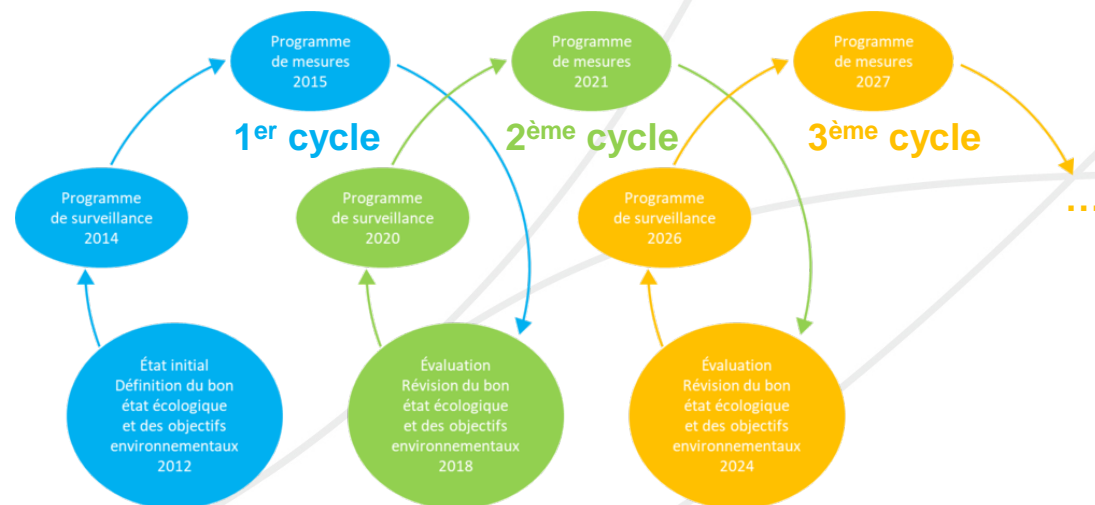 Programme
de mesures
2015
Programme
de mesures
2021
Programme
de mesures
2027
1er cycle
2ème cycle
3ème cycle
Programme
de surveillance
2014
Programme
de surveillance
2020
Programme
de surveillance
2026
...
État initial
Définition du bon
état écologique
et des objectifs
environnementaux
2012
Évaluation
Révision du bon
état écologique
et des objectifs
environnementaux
2018
Évaluation
Révision du bon
état écologique
et des objectifs
environnementaux
2024